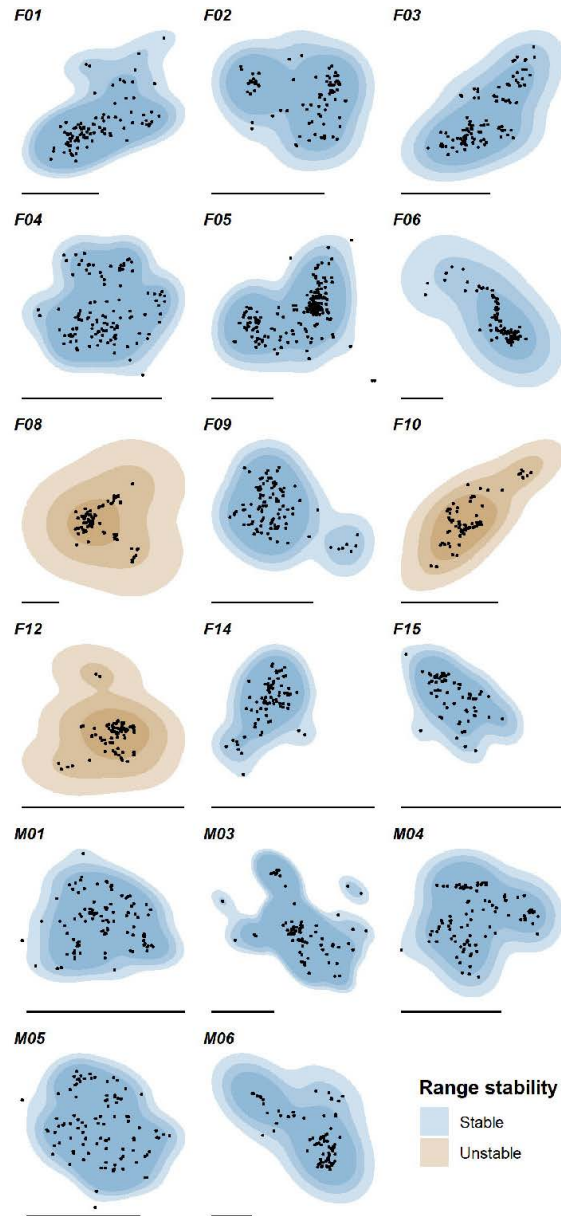 F01 F02 F03
F04 F05 F06
F08 F09 F10
F12 F14 F15
M01 M03 M04
M05 M06
Range stability
Stable
Unstable